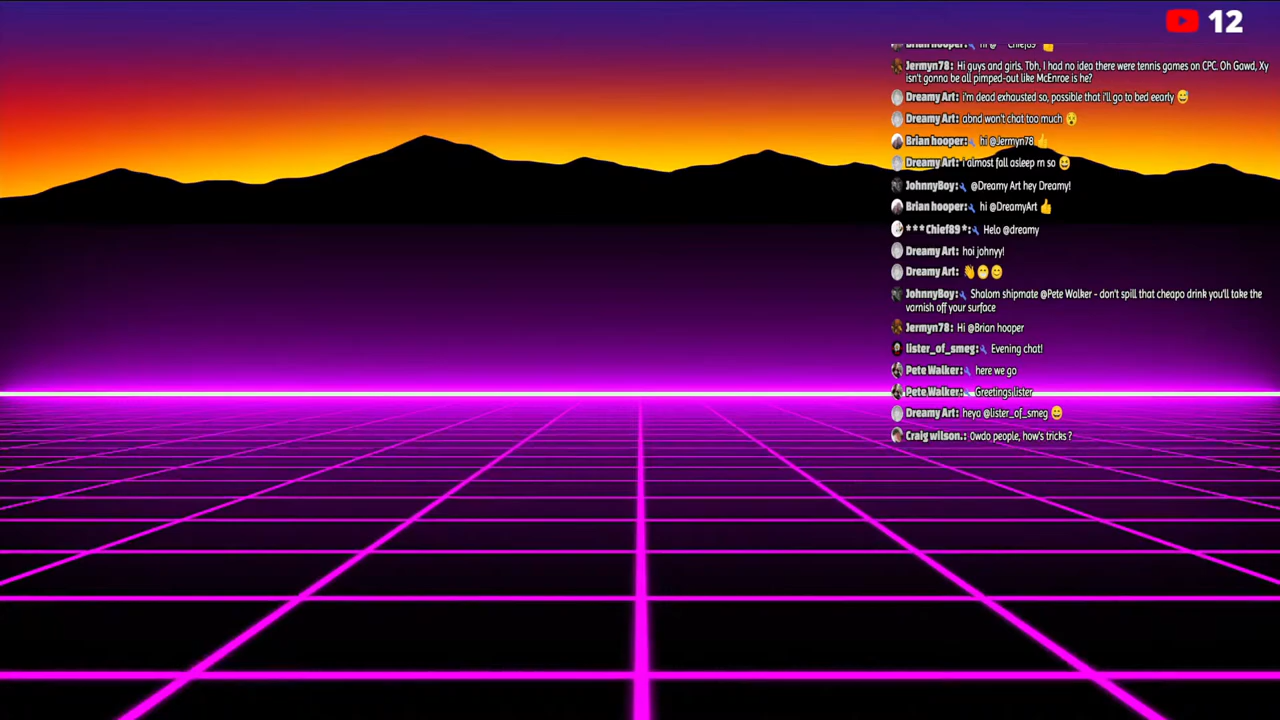 12
Brian hooper: hi @***Chief89*
Jermyn78: Hi guys and girls. Tbh, I had no idea there were tennis games on CPC. Oh Gawd, Xy
isn't gonna be all pimped-out like McEnroe is he?
Dreamy Art: i'm dead exhausted so, possible that i'll go to bed eearly 😅
Dreamy Art: abnd won't chat too much 😮
Brian hooper: hi @Jermyn78 👍
Dreamy Art: i almost fall asleep rn so 😅
JohnnyBoy: @Dreamy Art hey Dreamy!
Brian hooper: hi @DreamyArt 👍
***Chief89*: Helo @dreamy
Dreamy Art: hoi johnyy!
Dreamy Art: 👋😁😊
JohnnyBoy: Shalom shipmate @Pete Walker - don't spill that cheapo drink you'll take the
varnish off your surface
Jermyn78: Hi @Brian hooper
lister_of_smeg: Evening chat!
Pete Walker: here we go
Pete Walker: Greetings lister
Dreamy Art: heyo @lister_of_smeg 😄
Craig wilson.: Owdo people, how's tricks ?